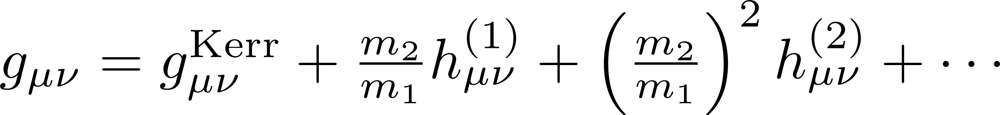 g_{\mu\nu} = g_{\mu\nu}^{\mathrm{Kerr}} + \frac{m_2}{m_1} h_{\mu\nu}^{(1)} + \left( \frac{m_2}{m_1} \right)^2 h_{\mu\nu}^{(2)} + \cdots